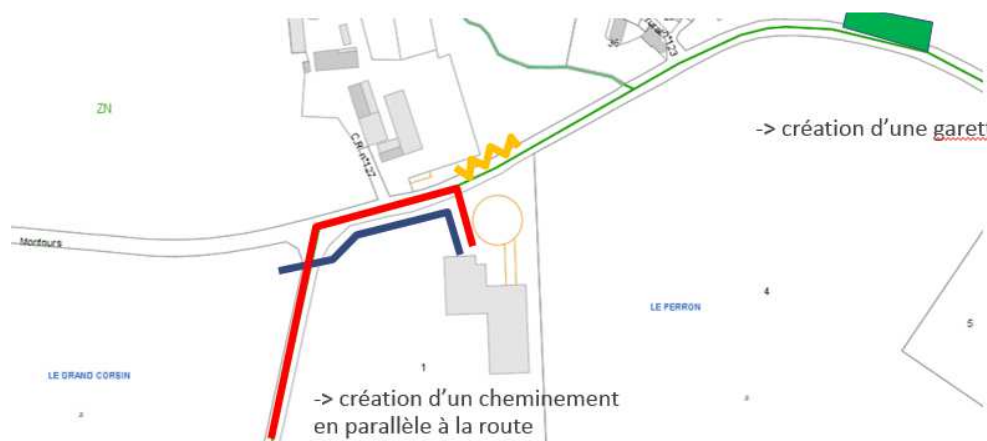 ZN
C.R. n°127
-> création d'une garett
Montours
LE PERRON
4
5
LE GRAND CORSIN
1
-> création d'un cheminement
en parallèle à la route